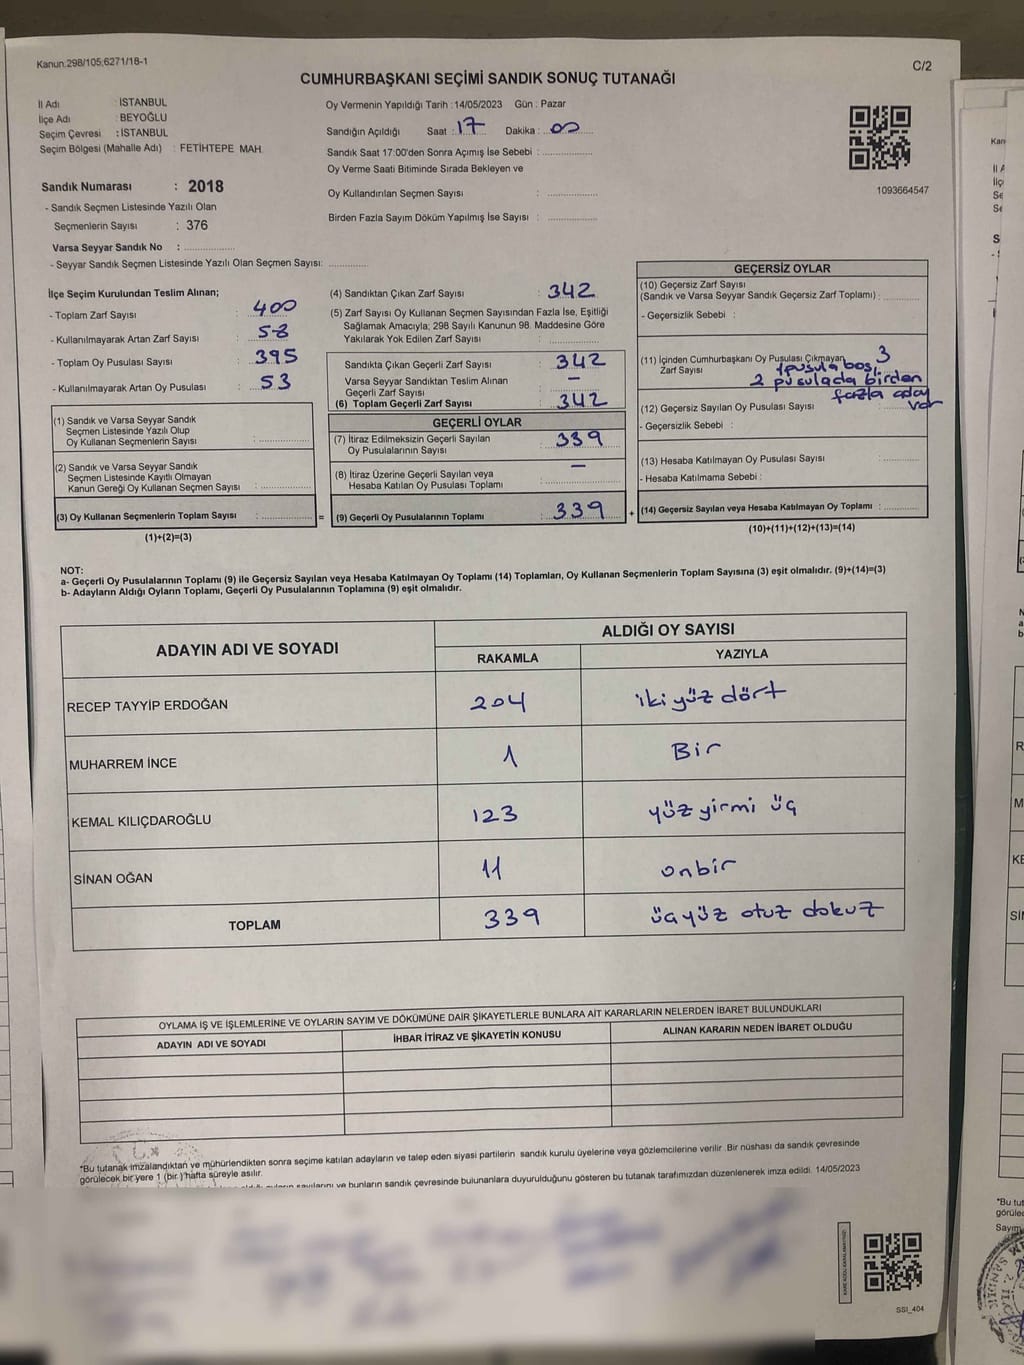 Kanun:298/105;6271/18-1
C/2
CUMHURBAŞKANI SEÇİMİ SANDIK SONUÇ TUTANAĞI
İl Adı : İSTANBUL
İlçe Adı : BEYOĞLU
Seçim Çevresi : İSTANBUL
Seçim Bölgesi (Mahalle Adı) : FETİHTEPE MAH.
Sandık Numarası : 2018
- Sandık Seçmen Listesinde Yazılı Olan
Seçmenlerin Sayısı : 376
Varsa Seyyar Sandık No :
- Seyyar Sandık Seçmen Listesinde Yazılı Olan Seçmen Sayısı:
Oy Vermenin Yapıldığı Tarih :14/05/2023 Gün : Pazar
Sandığın Açıldığı Saat : 17 Dakika : 00
Sandık Saat 17:00'den Sonra Açımış İse Sebebi :
Oy Verme Saati Bitiminde Sırada Bekleyen ve
Oy Kullandırılan Seçmen Sayısı :
Birden Fazla Sayım Döküm Yapılmış İse Sayısı :
1093664547
İlçe Seçim Kurulundan Teslim Alınan;
- Toplam Zarf Sayısı : 400
- Kullanılmayarak Artan Zarf Sayısı : 58
- Toplam Oy Pusulası Sayısı : 395
- Kullanılmayarak Artan Oy Pusulası : 53
(1) Sandık ve Varsa Seyyar Sandık
Seçmen Listesinde Yazılı Olup
Oy Kullanan Seçmenlerin Sayısı :
(2) Sandık ve Varsa Seyyar Sandık
Seçmen Listesinde Kayıtlı Olmayan
Kanun Gereği Oy Kullanan Seçmen Sayısı :
(3) Oy Kullanan Seçmenlerin Toplam Sayısı :
(1)+(2)=(3)
=
(4) Sandıktan Çıkan Zarf Sayısı : 342
(5) Zarf Sayısı Oy Kullanan Seçmen Sayısından Fazla İse, Eşitliği
Sağlamak Amacıyla; 298 Sayılı Kanunun 98. Maddesine Göre
Yakılarak Yok Edilen Zarf Sayısı :
Sandıkta Çıkan Geçerli Zarf Sayısı : 342
Varsa Seyyar Sandıktan Teslim Alınan
Geçerli Zarf Sayısı : –
(6) Toplam Geçerli Zarf Sayısı : 342
GEÇERLİ OYLAR
(7) İtiraz Edilmeksizin Geçerli Sayılan
Oy Pusulalarının Sayısı : 339
(8) İtiraz Üzerine Geçerli Sayılan veya
Hesaba Katılan Oy Pusulası Toplamı : –
(9) Geçerli Oy Pusulalarının Toplamı : 339
+
GEÇERSİZ OYLAR
(10) Geçersiz Zarf Sayısı
(Sandık ve Varsa Seyyar Sandık Geçersiz Zarf Toplamı) :
- Geçersizlik Sebebi :
(11) İçinden Cumhurbaşkanı Oy Pusulası Çıkmayan
Zarf Sayısı 3
1pusula boş,
2 pusulada birden
fazla aday
var
(12) Geçersiz Sayılan Oy Pusulası Sayısı :
- Geçersizlik Sebebi :
(13) Hesaba Katılmayan Oy Pusulası Sayısı :
- Hesaba Katılmama Sebebi :
(14) Geçersiz Sayılan veya Hesaba Katılmayan Oy Toplamı :
(10)+(11)+(12)+(13)=(14)
NOT:
a- Geçerli Oy Pusulalarının Toplamı (9) ile Geçersiz Sayılan veya Hesaba Katılmayan Oy Toplamı (14) Toplamları, Oy Kullanan Seçmenlerin Toplam Sayısına (3) eşit olmalıdır. (9)+(14)=(3)
b- Adayların Aldığı Oyların Toplamı, Geçerli Oy Pusulalarının Toplamına (9) eşit olmalıdır.
ADAYIN ADI VE SOYADI
ALDIĞI OY SAYISI
RAKAMLA YAZIYLA
RECEP TAYYİP ERDOĞAN 204 iki yüz dört
MUHARREM İNCE 1 Bir
KEMAL KILIÇDAROĞLU 123 yüz yirmi üç
SİNAN OĞAN 11 onbir
TOPLAM 339 üçyüz otuz dokuz
OYLAMA İŞ VE İŞLEMLERİNE VE OYLARIN SAYIM VE DÖKÜMÜNE DAİR ŞİKAYETLERLE BUNLARA AİT KARARLARIN NELERDEN İBARET BULUNDUKLARI
ADAYIN ADI VE SOYADI İHBAR İTİRAZ VE ŞİKAYETİN KONUSU ALINAN KARARIN NEDEN İBARET OLDUĞU
*Bu tutanak imzalandıktan ve mühürlendikten sonra seçime katılan adayların ve talep eden siyasi partilerin sandık kurulu üyelerine veya gözlemcilerine verilir. Bir nüshası da sandık çevresinde
görülecek bir yere 1 (bir ) hafta süreyle asılır.
sayılarını ve bunların sandık çevresinde bulunanlara duyurulduğunu gösteren bu tutanak tarafımızdan düzenlenerek imza edildi. 14/05/2023
SSI_404